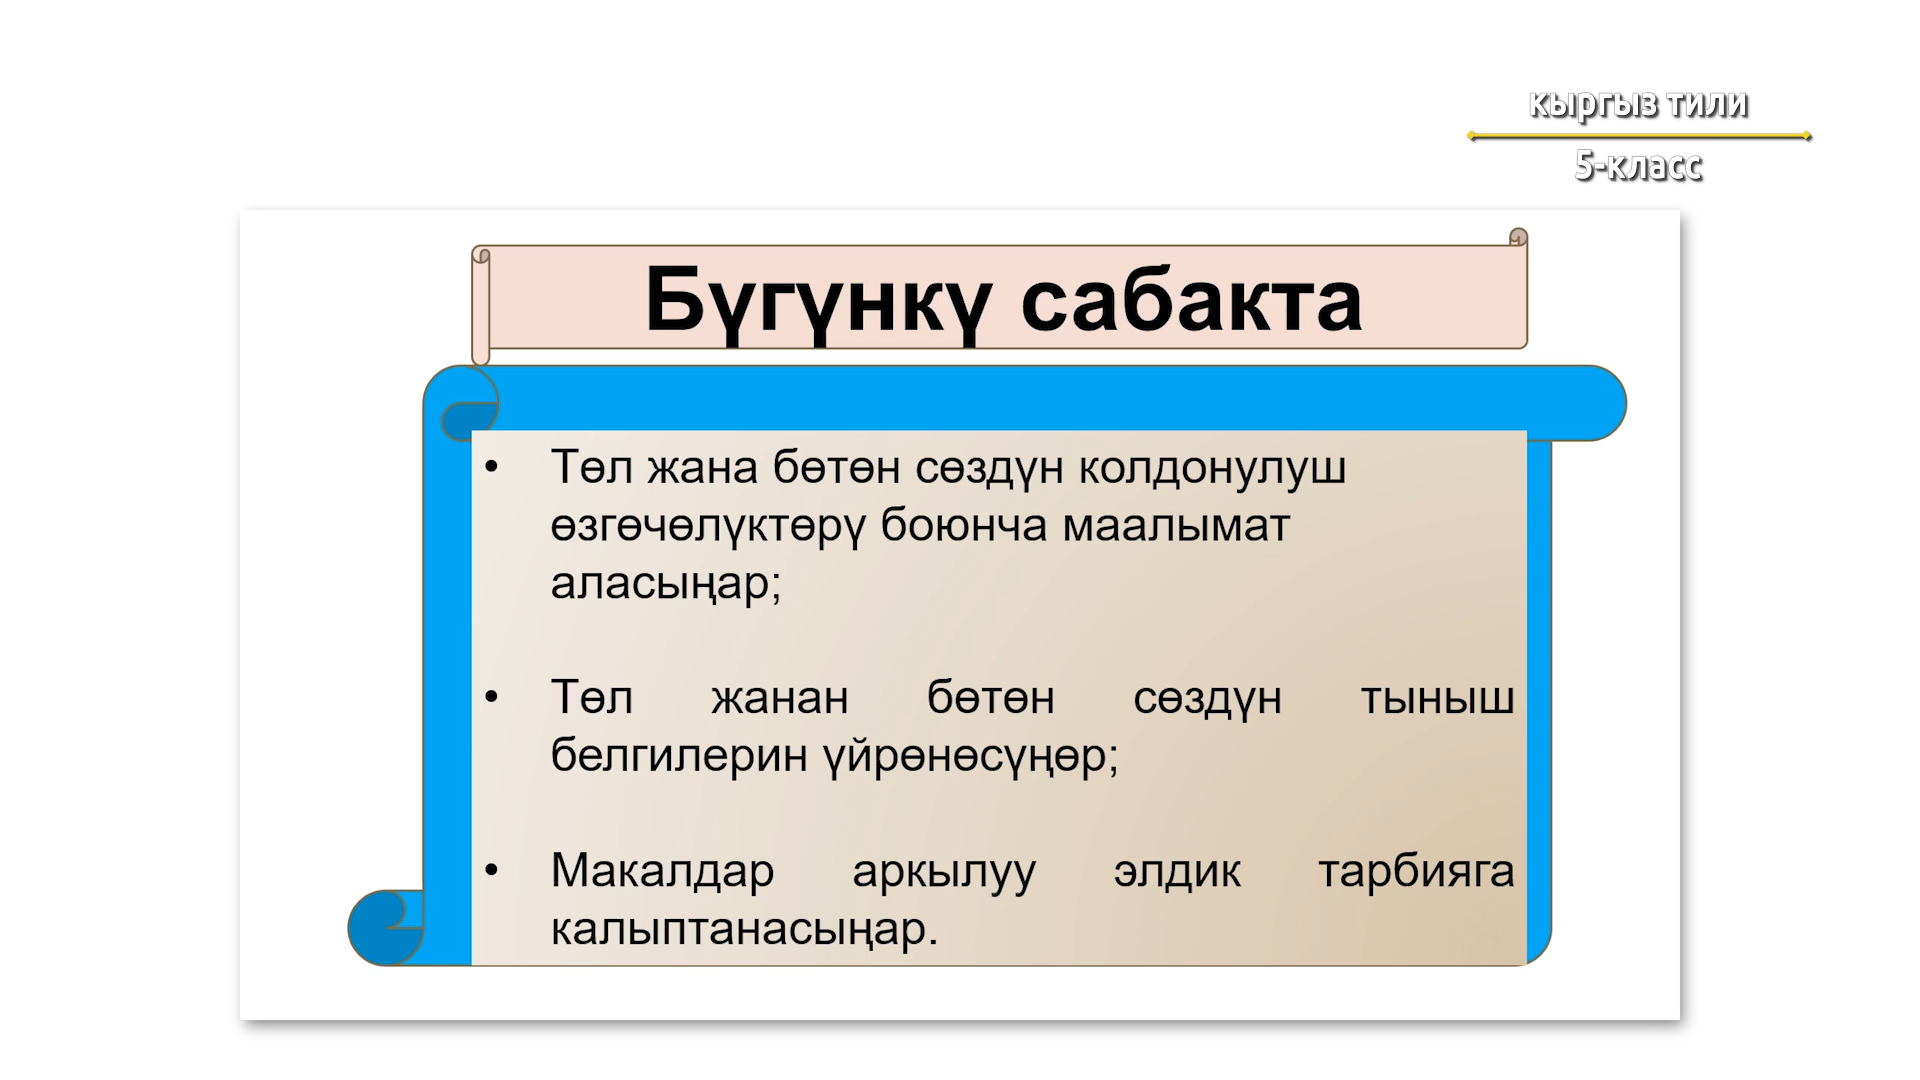 кыргыз тили
5-класс
Бүгүнкү сабакта
• Төл жана бөтөн сөздүн колдонулуш
өзгөчөлүктөрү боюнча маалымат
аласыңар;
• Төл жанан бөтөн сөздүн тыныш
белгилерин үйрөнөсүңөр;
• Макалдар аркылуу элдик тарбияга
калыптанасыңар.